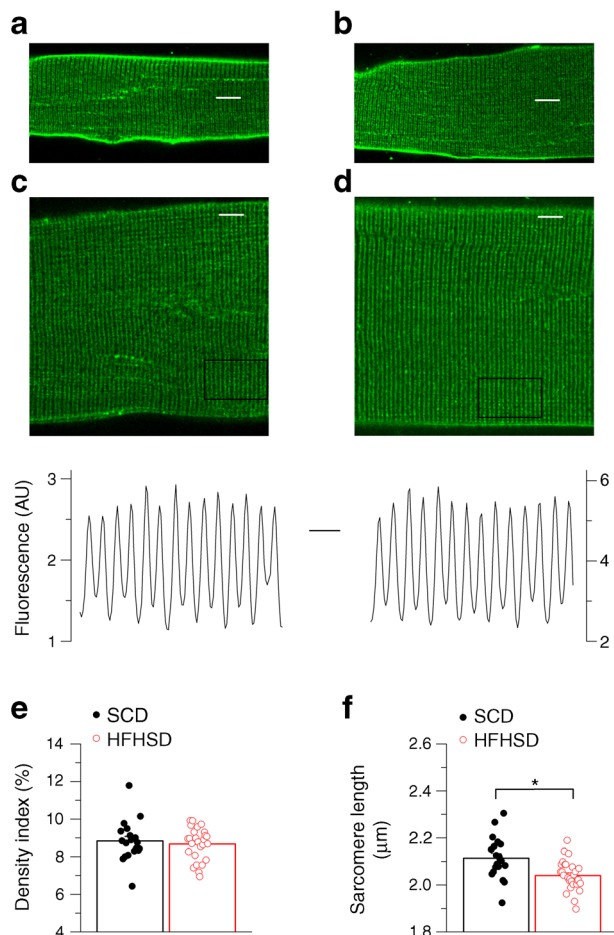 a
b
c
d
Fluorescence (AU)
3
2
1
6
4
2
e
SCD
HFHSD
Density index (%)
14
12
10
8
6
4
f
SCD
HFHSD
Sarcomere length
(μm)
2.6
2.4
2.2
2.0
1.8
*